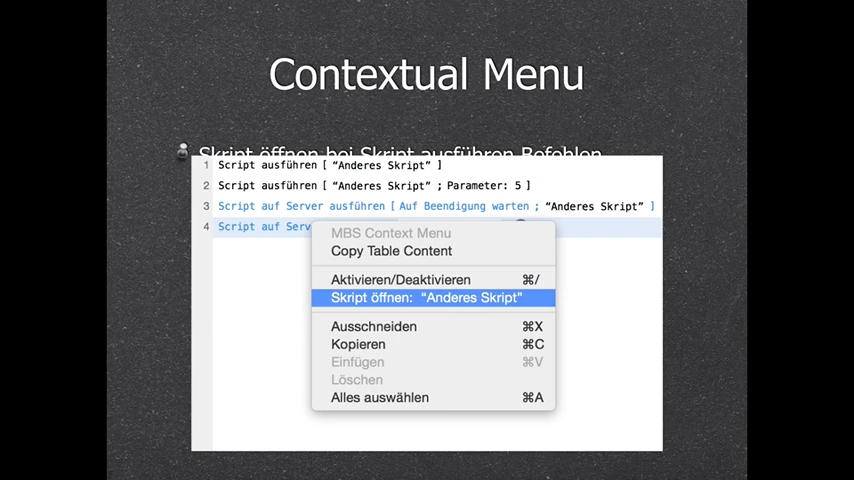 Contextual Menu
Skript öffnen bei Skript ausführen Befehlen
1 Script ausführen [ “Anderes Skript” ]
2 Script ausführen [ “Anderes Skript” ; Parameter: 5 ]
3 Script auf Server ausführen [ Auf Beendigung warten ; “Anderes Skript” ]
4 Script auf Serv
MBS Context Menu
Copy Table Content
Aktivieren/Deaktivieren ⌘/
Skript öffnen: “Anderes Skript”
Ausschneiden ⌘X
Kopieren ⌘C
Einfügen ⌘V
Löschen
Alles auswählen ⌘A